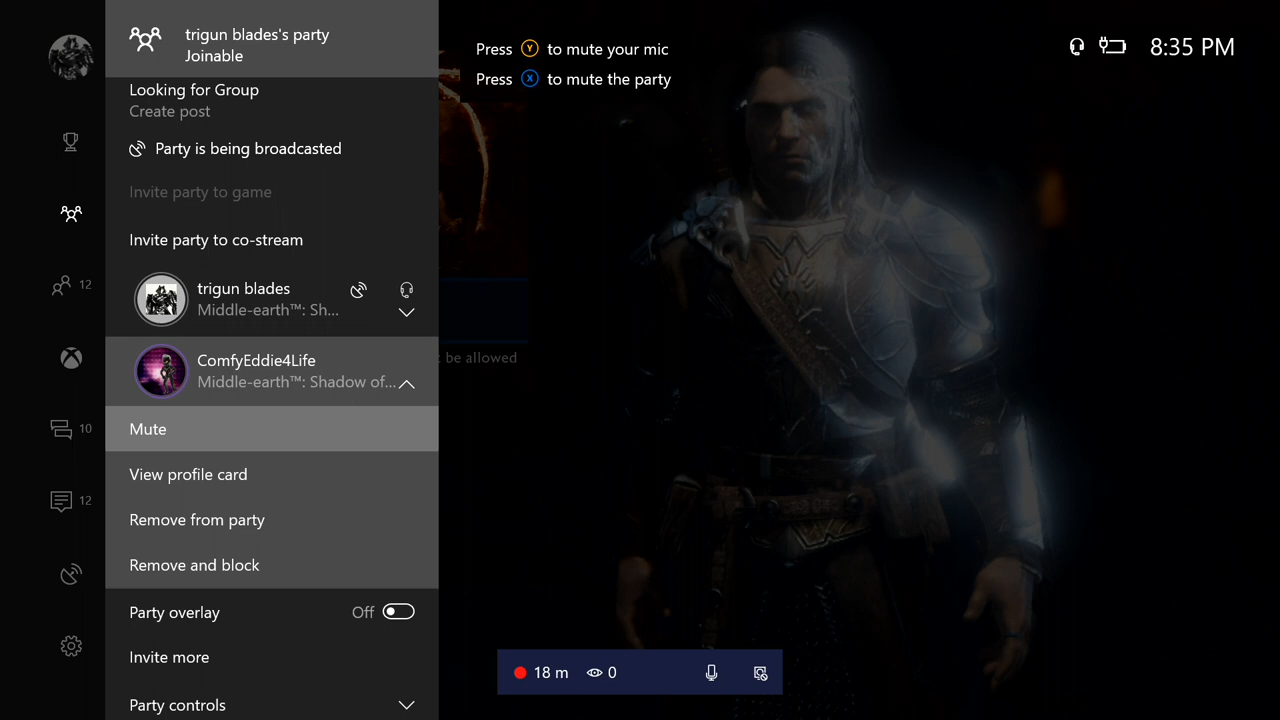 trigun blades's party
Joinable
Looking for Group
Create post
Party is being broadcasted
Invite party to game
Invite party to co-stream
trigun blades
Middle-earth™: Sh...
ComfyEddie4Life
Middle-earth™: Shadow of...
Mute
View profile card
Remove from party
Remove and block
Party overlay Off
Invite more
Party controls
12
10
12
Press Y to mute your mic
Press X to mute the party
be allowed
18 m 0
8:35 PM